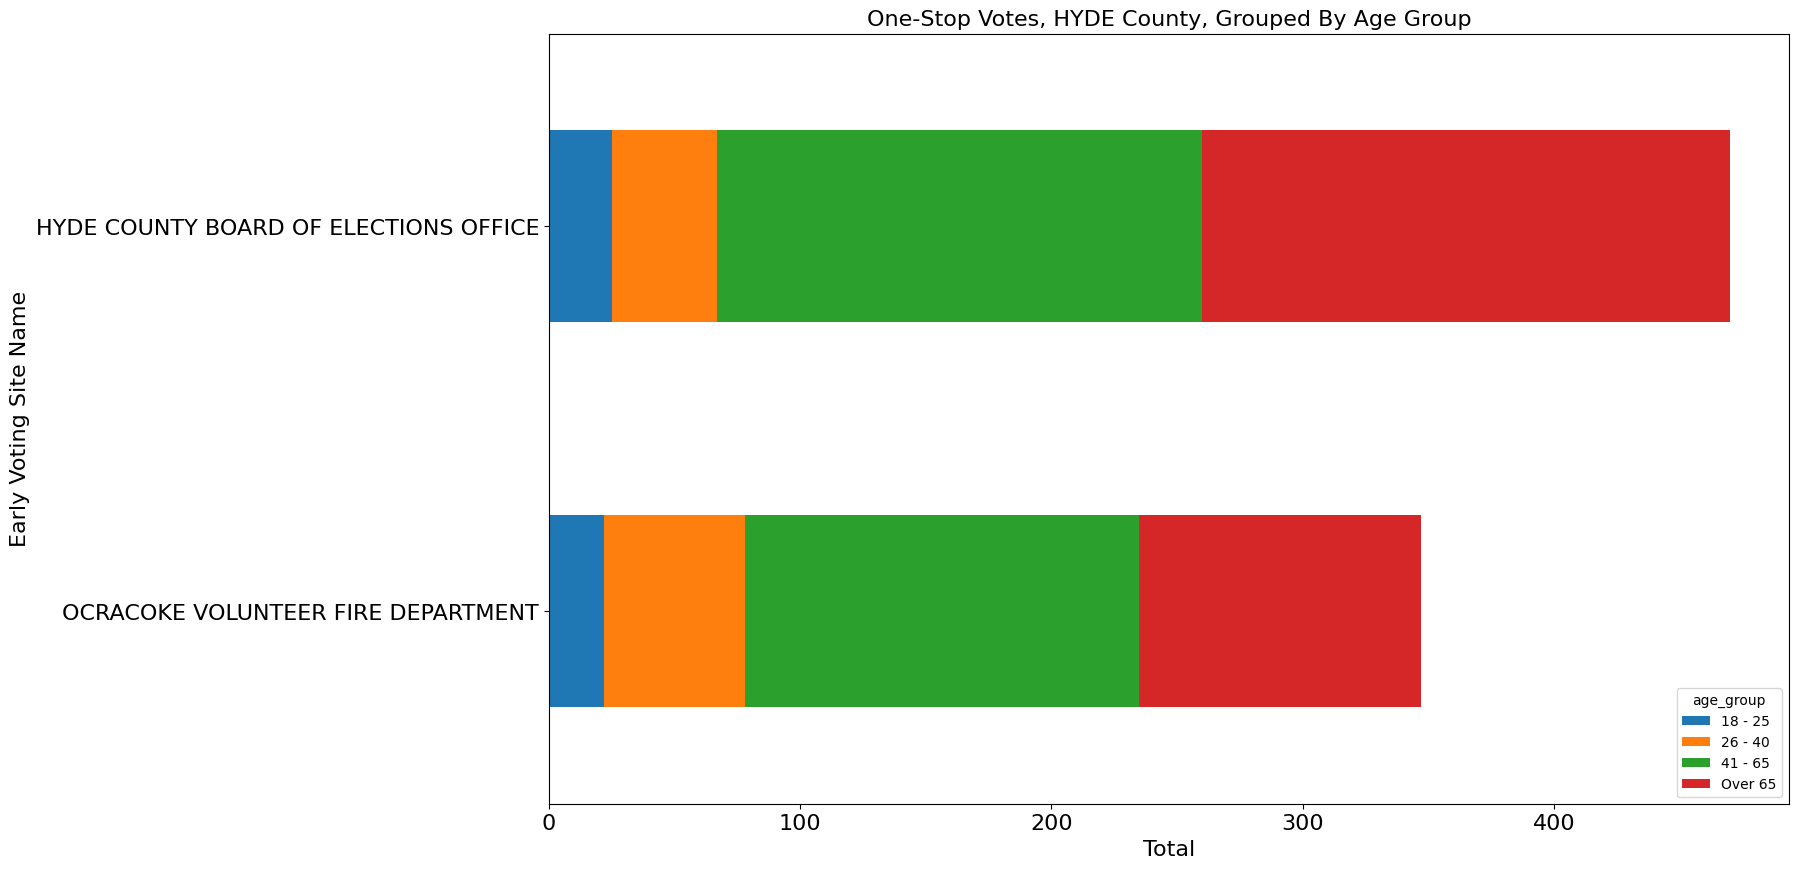 One-Stop Votes, HYDE County, Grouped By Age Group
Early Voting Site Name
HYDE COUNTY BOARD OF ELECTIONS OFFICE
OCRACOKE VOLUNTEER FIRE DEPARTMENT
age_group
18 - 25
26 - 40
41 - 65
Over 65
0 100 200 300 400
Total